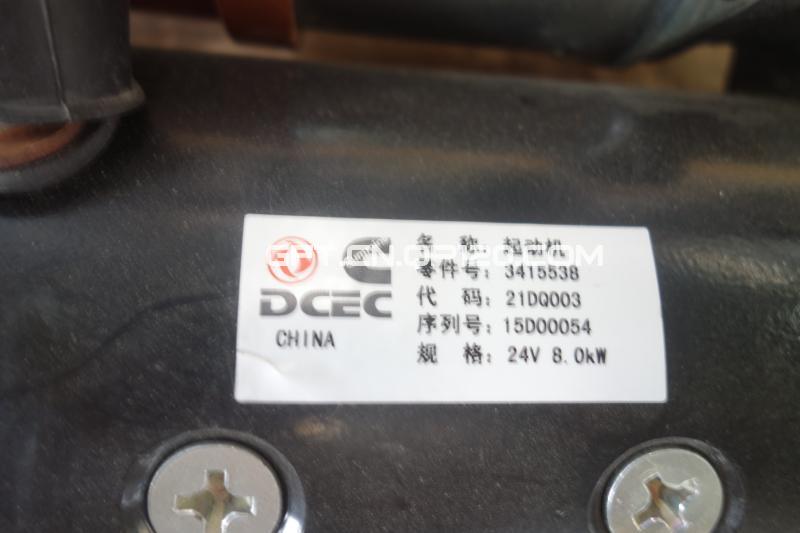 名 称: 起动机
零件号: 3415538
代 码: 21DQ003
序列号: 15D00054
规 格: 24V 8.0kW
DCEC
CHINA